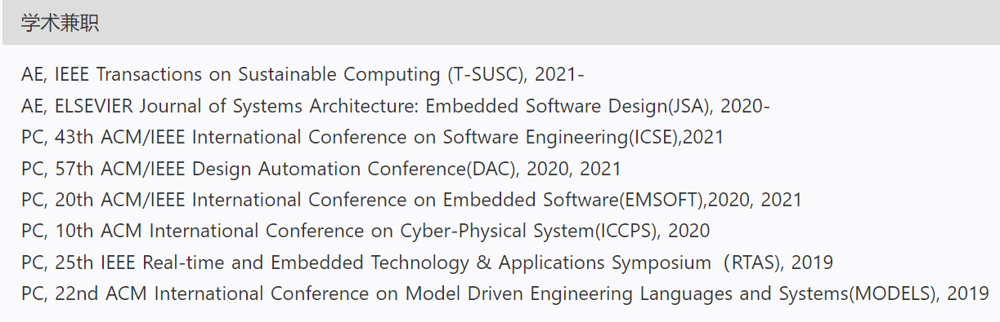 学术兼职
AE, IEEE Transactions on Sustainable Computing (T-SUSC), 2021-
AE, ELSEVIER Journal of Systems Architecture: Embedded Software Design(JSA), 2020-
PC, 43th ACM/IEEE International Conference on Software Engineering(ICSE),2021
PC, 57th ACM/IEEE Design Automation Conference(DAC), 2020, 2021
PC, 20th ACM/IEEE International Conference on Embedded Software(EMSOFT),2020, 2021
PC, 10th ACM International Conference on Cyber-Physical System(ICCPS), 2020
PC, 25th IEEE Real-time and Embedded Technology & Applications Symposium（RTAS), 2019
PC, 22nd ACM International Conference on Model Driven Engineering Languages and Systems(MODELS), 2019